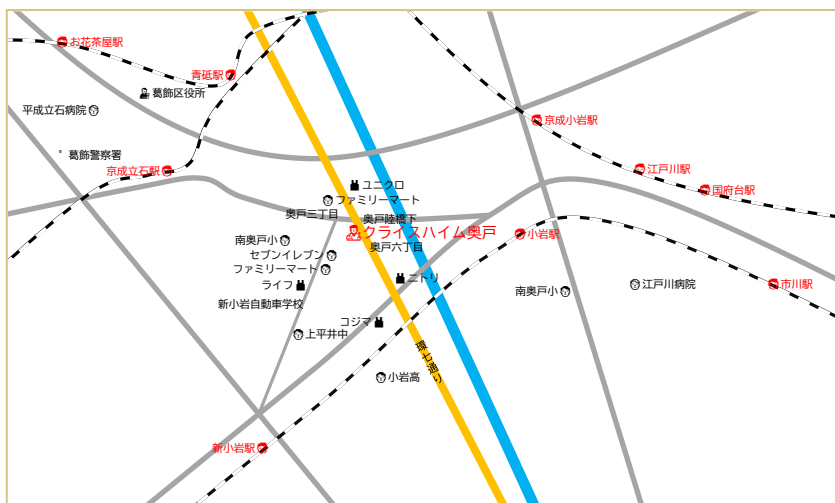 お花茶屋駅
青砥駅
葛飾区役所
平成立石病院
京成小岩駅
葛飾警察署
京成立石駅
江戸川駅
ユニクロ
国府台駅
ファミリーマート
奥戸三丁目
奥戸陸橋下
クライスハイム奥戸
小岩駅
南奥戸小
奥戸六丁目
セブンイレブン
ファミリーマート
ニトリ
ライフ
江戸川病院
市川駅
南奥戸小
新小岩自動車学校
コジマ
上平井中
環七通り
小岩高
新小岩駅